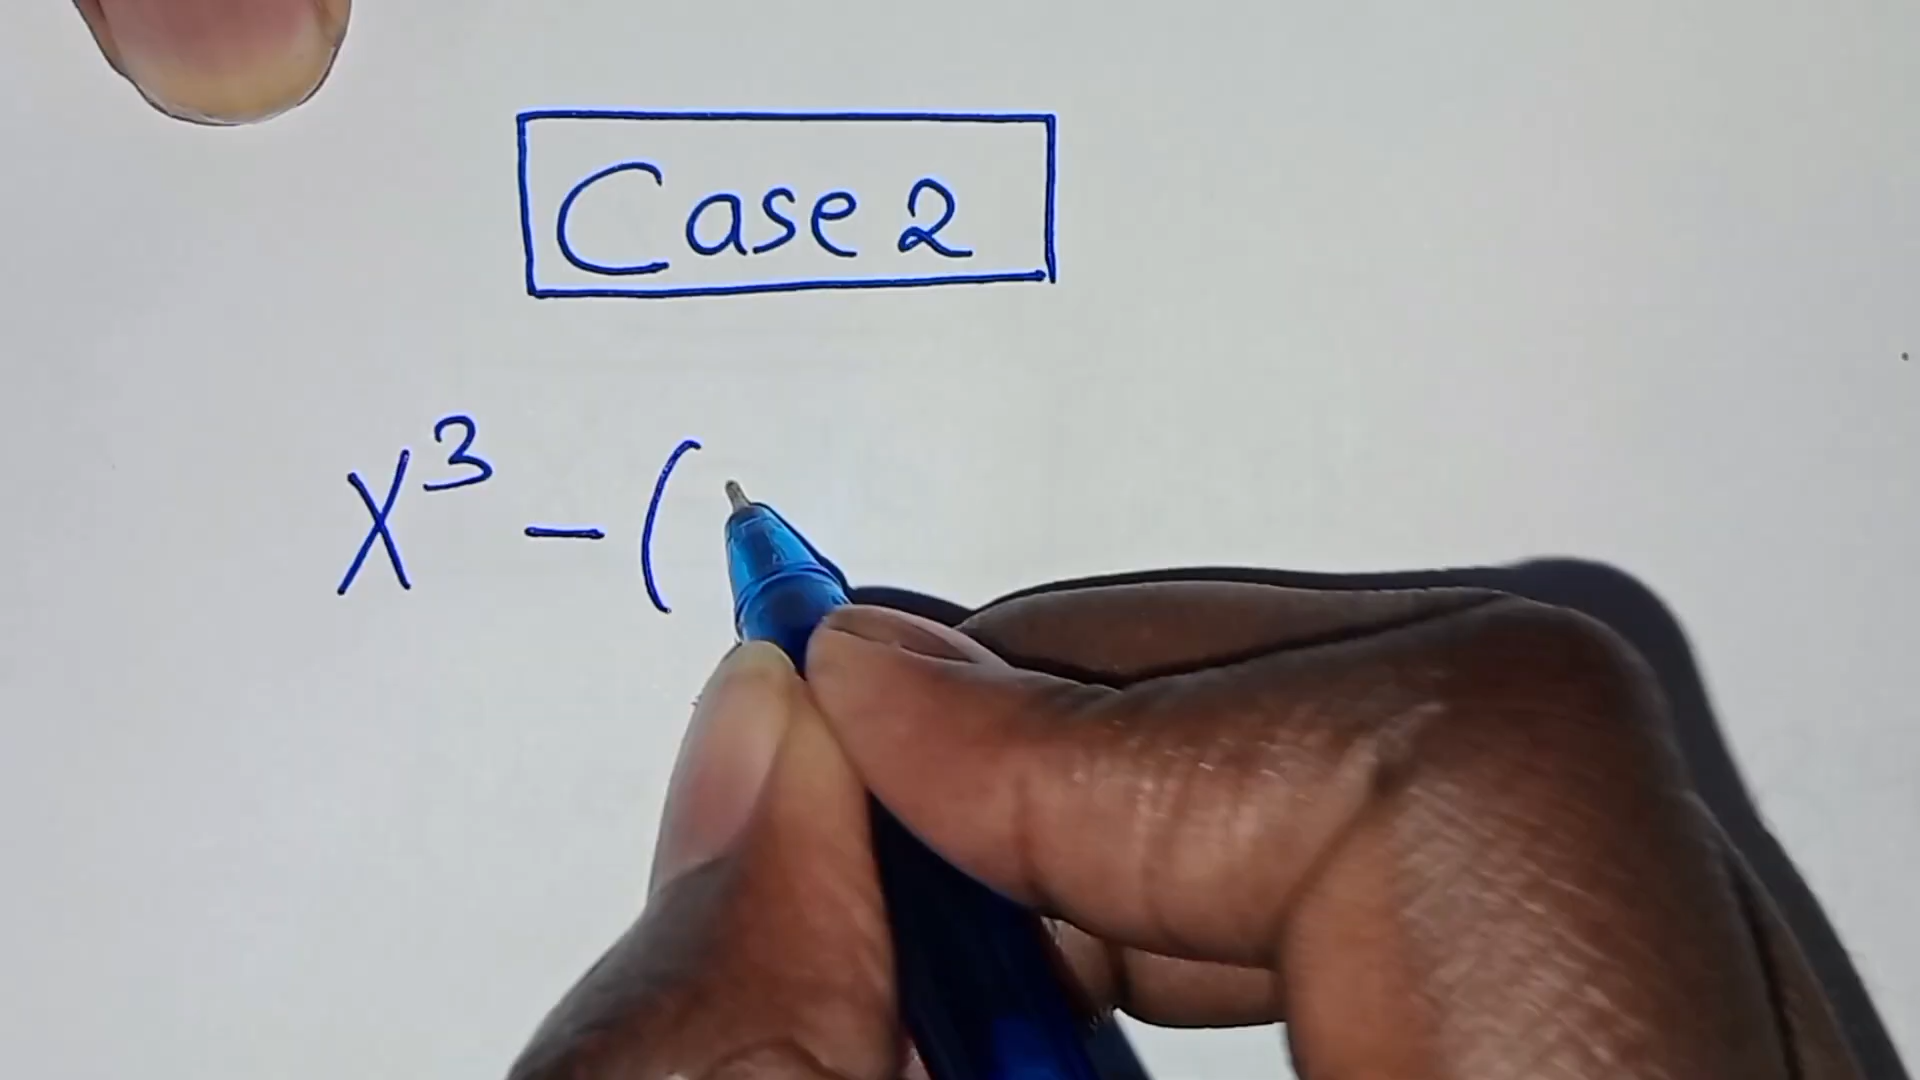 Case 2
x³ – (